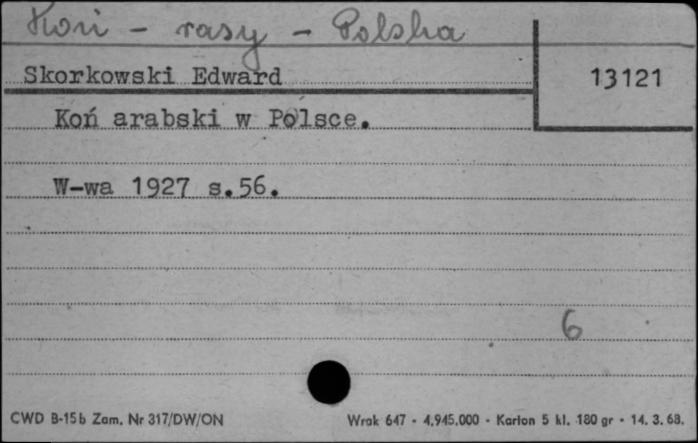 Koń - rasy - Polska
Skorkowski Edward
13121
Koń arabski w Polsce.
W-wa 1927 s.56.
6
CWD B-15b Zam. Nr 317/DW/ON
Wrak 647 - 4.945.000 - Karton 5 kl. 180 gr - 14. 3. 68.